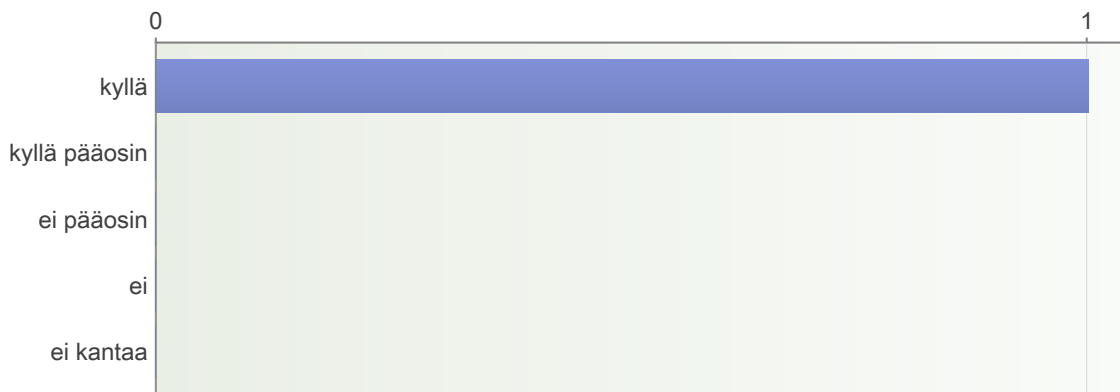 0 1
kyllä
kyllä pääosin
ei pääosin
ei
ei kantaa